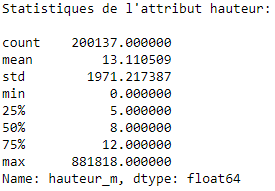 Statistiques de l'attribut hauteur:
count    200137.000000
mean         13.110509
std        1971.217387
min           0.000000
25%           5.000000
50%           8.000000
75%          12.000000
max      881818.000000
Name: hauteur_m, dtype: float64